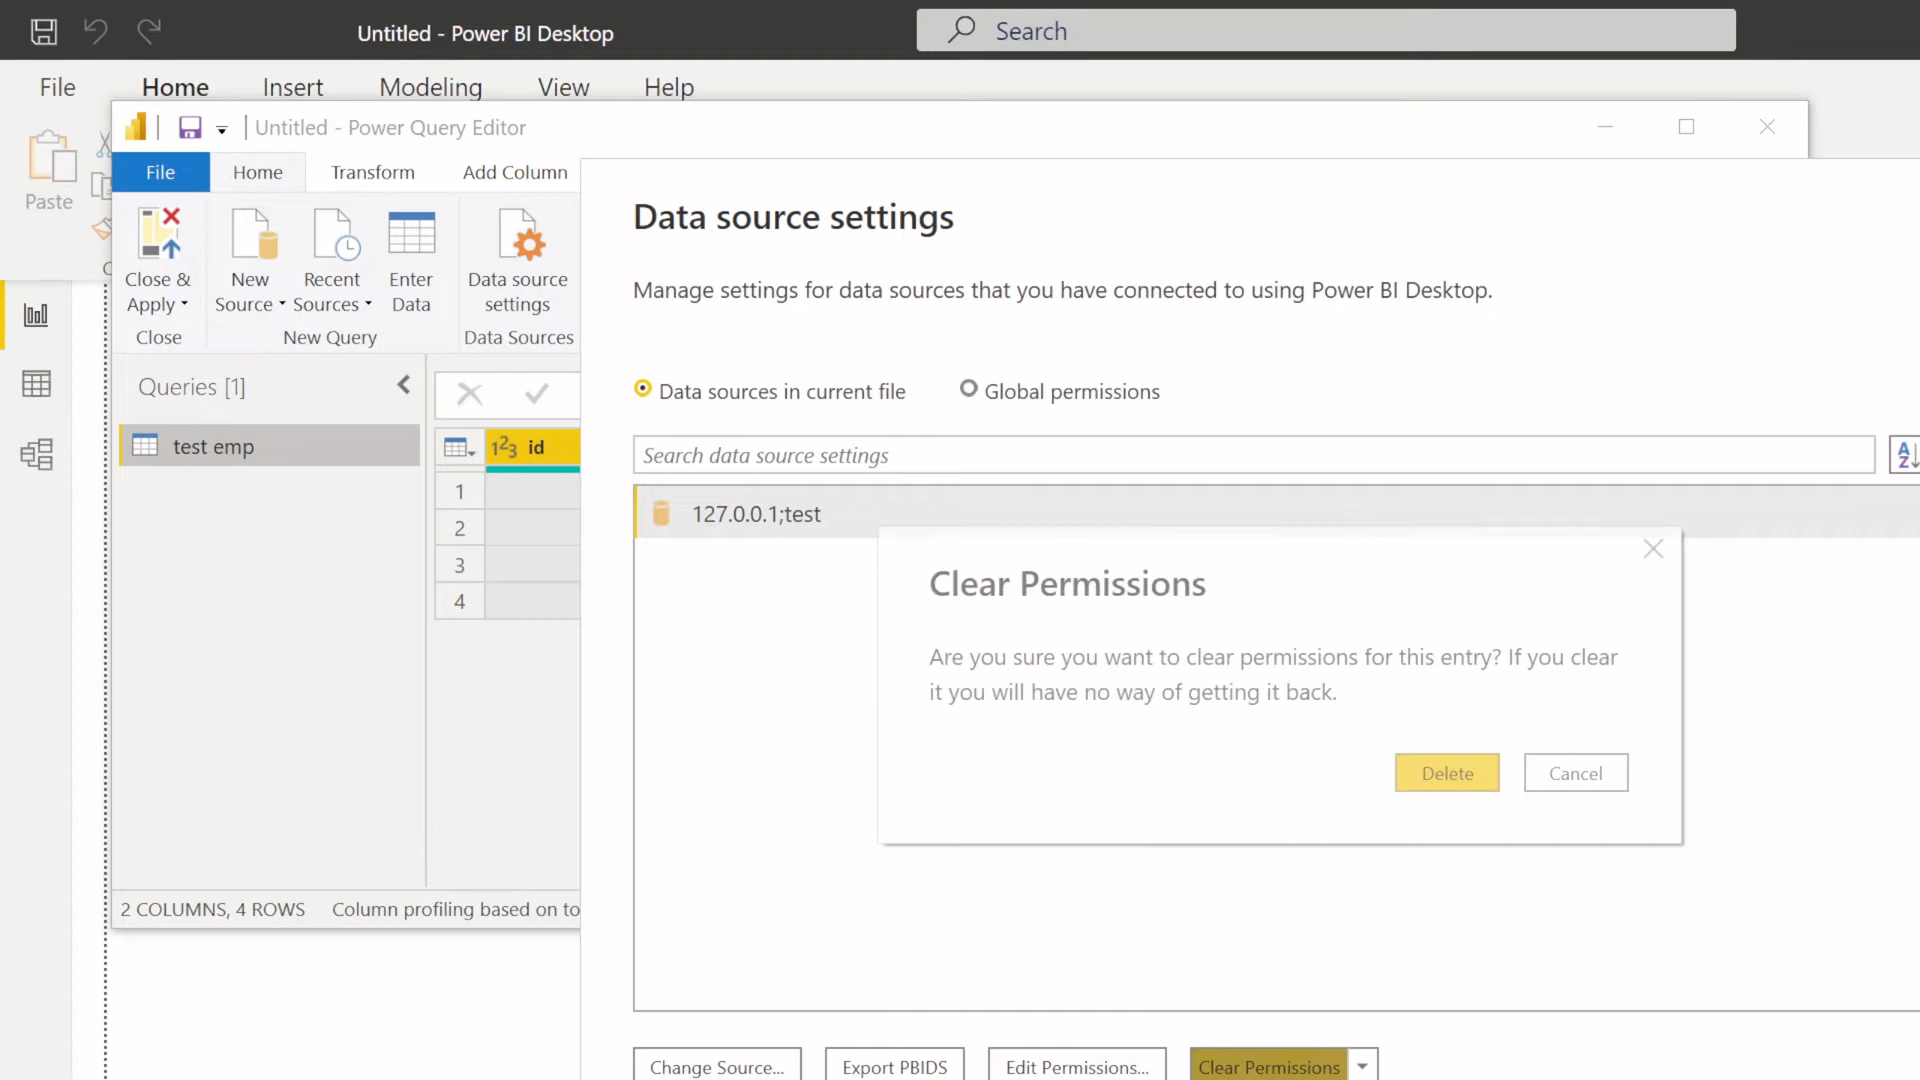 Untitled - Power BI Desktop
Search
File
Home
Insert
Modeling
View
Help
Paste
Untitled - Power Query Editor
File
Home
Transform
Add Column
Close &
Apply
Close
New
Source
Recent
Sources
Enter
Data
New Query
Data source
settings
Data Sources
Queries [1]
test emp
123 id
1
2
3
4
2 COLUMNS, 4 ROWS
Column profiling based on to
Data source settings
Manage settings for data sources that you have connected to using Power BI Desktop.
Data sources in current file
Global permissions
Search data source settings
AZ
127.0.0.1;test
Clear Permissions
Are you sure you want to clear permissions for this entry? If you clear
it you will have no way of getting it back.
Delete
Cancel
Change Source...
Export PBIDS
Edit Permissions...
Clear Permissions